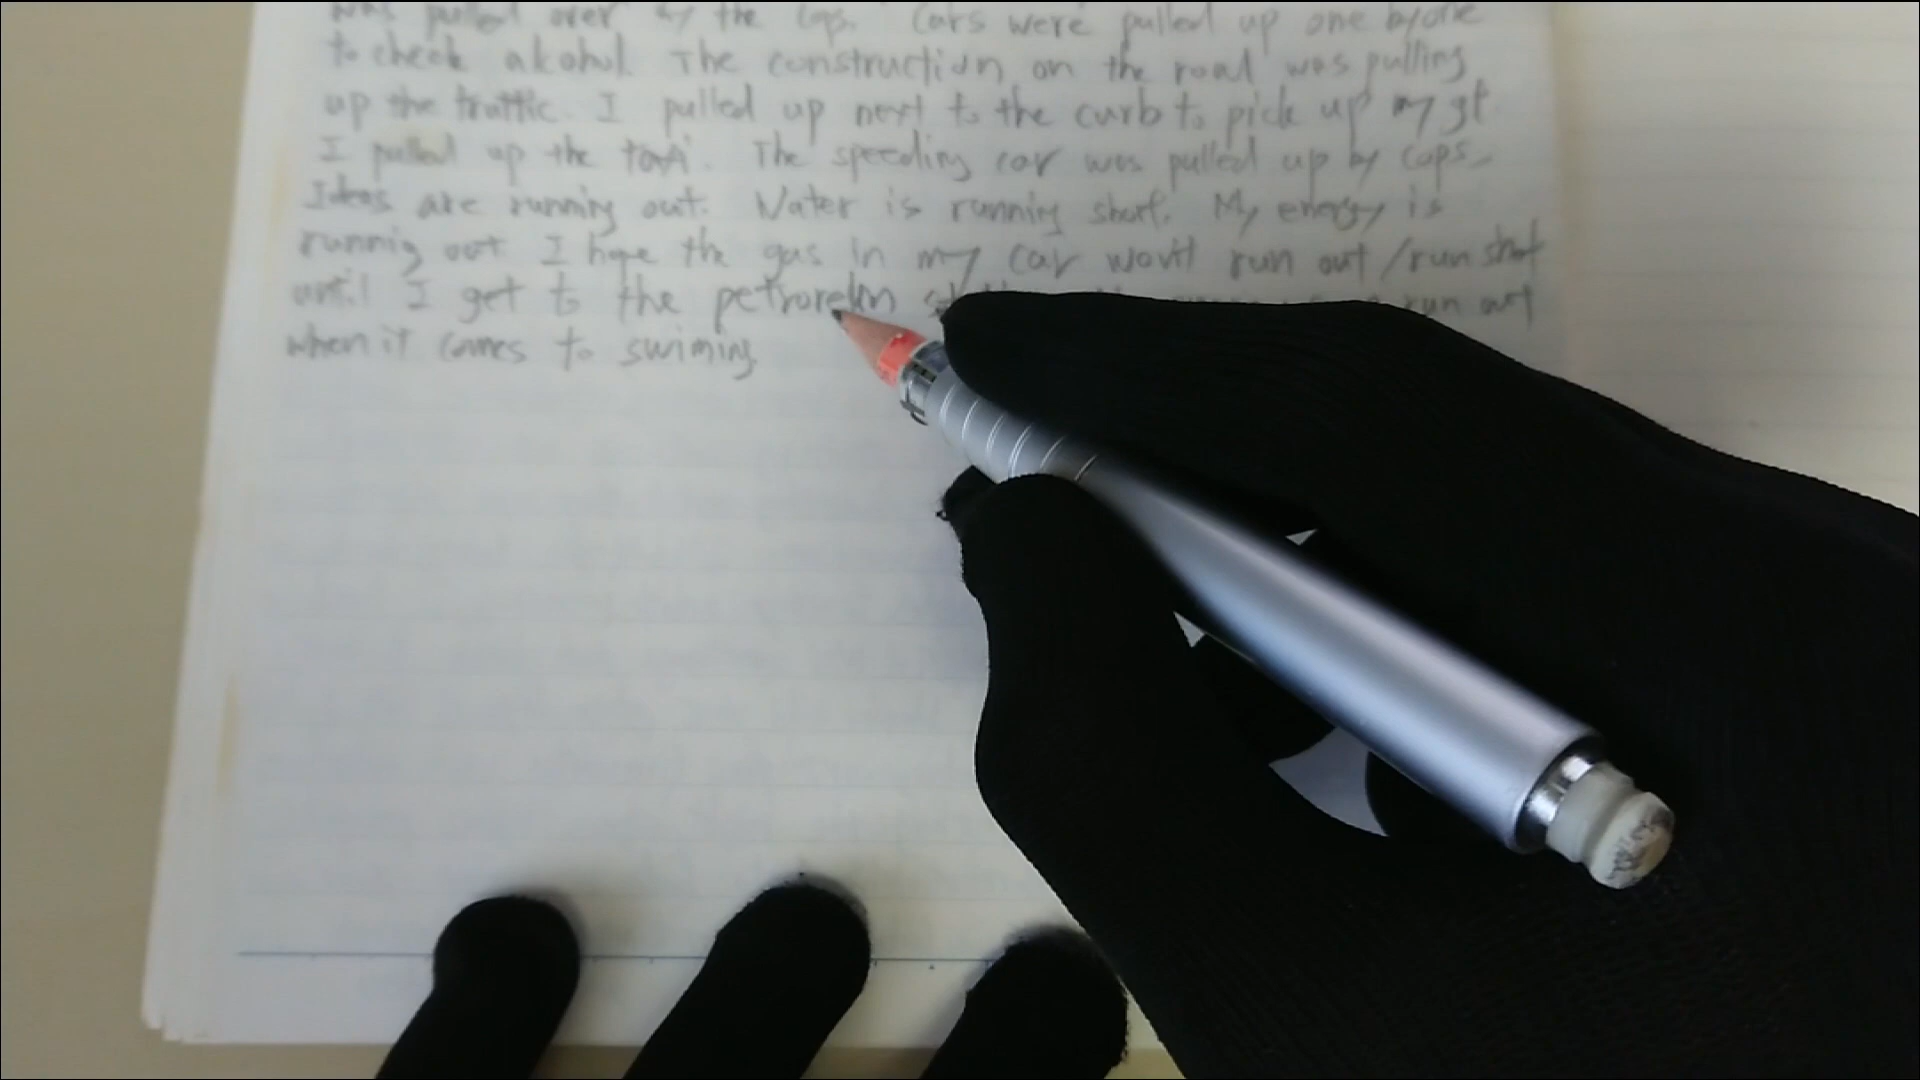 was pulled over by the cops. Cars were pulled up one by one
to check akohol. The construction on the road was pulling
up the traffic. I pulled up next to the curb to pick up my gf.
I pulled up the taxi. The speeding car was pulled up by cops.
Ideas are running out. Water is running short. My energy is
runnig out. I hope the gas in my car won't run out / run short
until I get to the petrorelm run out
when it comes to swiming